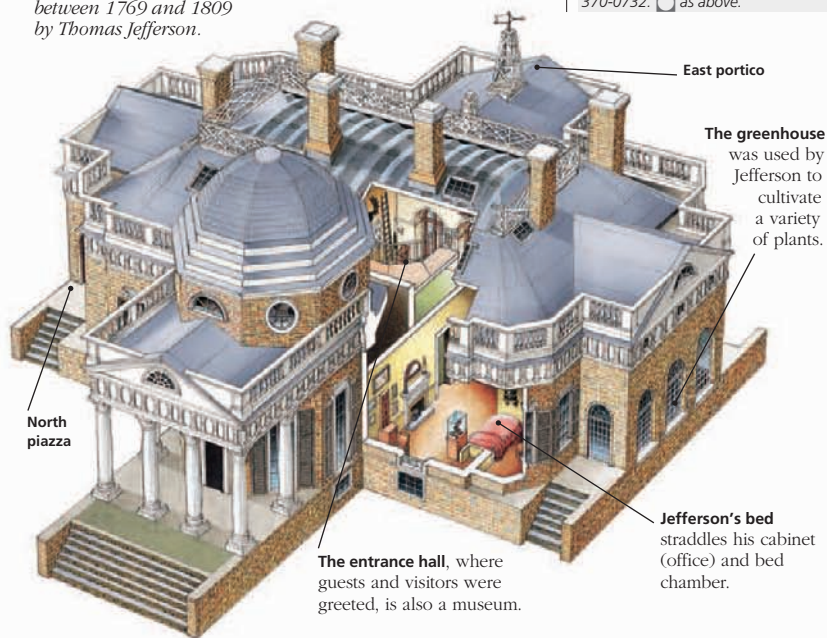 between 1769 and 1809
by Thomas Jefferson.
370-0732. as above.
East portico
The greenhouse
was used by
Jefferson to
cultivate
a variety
of plants.
North
piazza
The entrance hall, where
guests and visitors were
greeted, is also a museum.
Jefferson's bed
straddles his cabinet
(office) and bed
chamber.